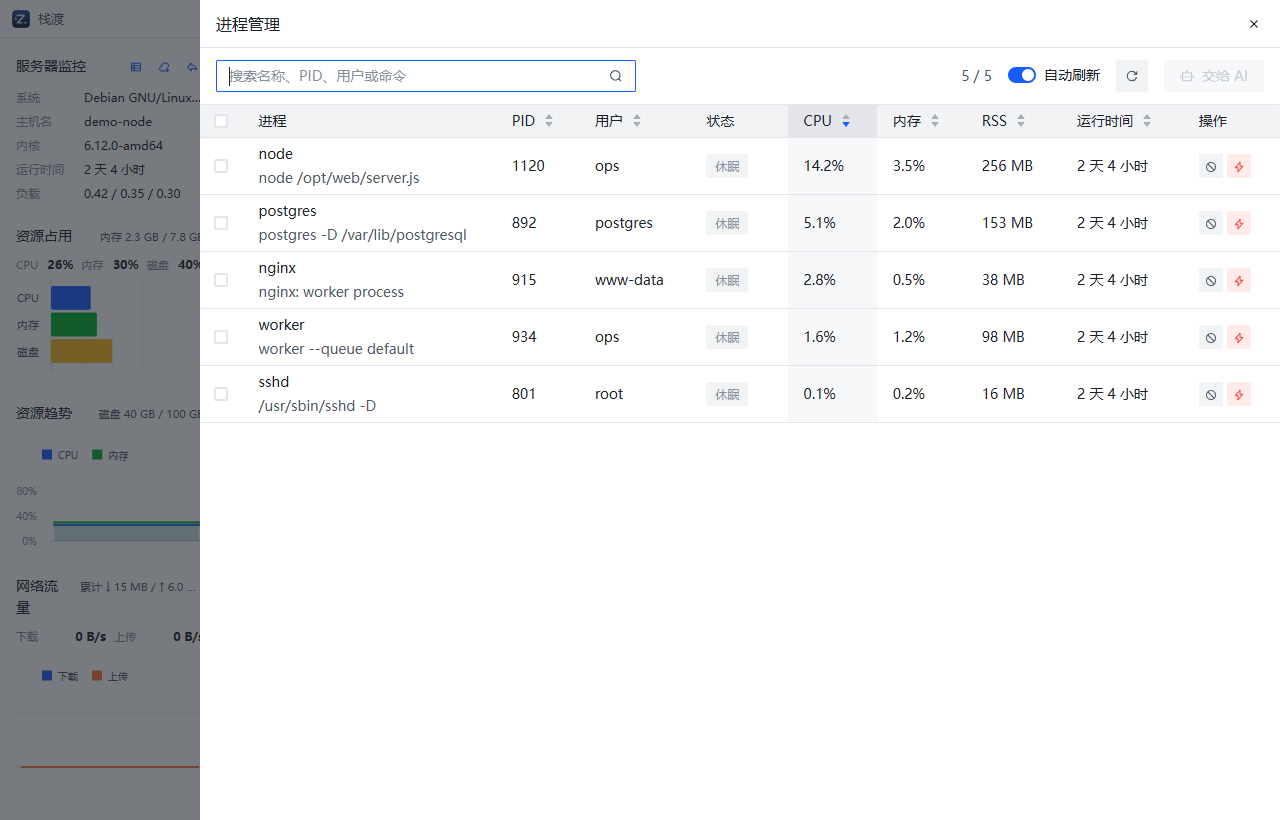 栈渡
服务器监控
系统 Debian GNU/Linux...
主机名 demo-node
内核 6.12.0-amd64
运行时间 2 天 4 小时
负载 0.42 / 0.35 / 0.30
资源占用 内存 2.3 GB / 7.8 GB
CPU 26% 内存 30% 磁盘 40%
CPU
内存
磁盘
资源趋势 磁盘 40 GB / 100 GB
CPU 内存
80%
40%
0%
网络流量 累计 ↓ 15 MB / ↑ 6.0 ...
下载 0 B/s 上传 0 B/s
下载 上传
进程管理
搜索名称、PID、用户或命令
5 / 5 自动刷新 交给 AI
进程 PID 用户 状态 CPU 内存 RSS 运行时间 操作
node
node /opt/web/server.js 1120 ops 休眠 14.2% 3.5% 256 MB 2 天 4 小时
postgres
postgres -D /var/lib/postgresql 892 postgres 休眠 5.1% 2.0% 153 MB 2 天 4 小时
nginx
nginx: worker process 915 www-data 休眠 2.8% 0.5% 38 MB 2 天 4 小时
worker
worker --queue default 934 ops 休眠 1.6% 1.2% 98 MB 2 天 4 小时
sshd
/usr/sbin/sshd -D 801 root 休眠 0.1% 0.2% 16 MB 2 天 4 小时